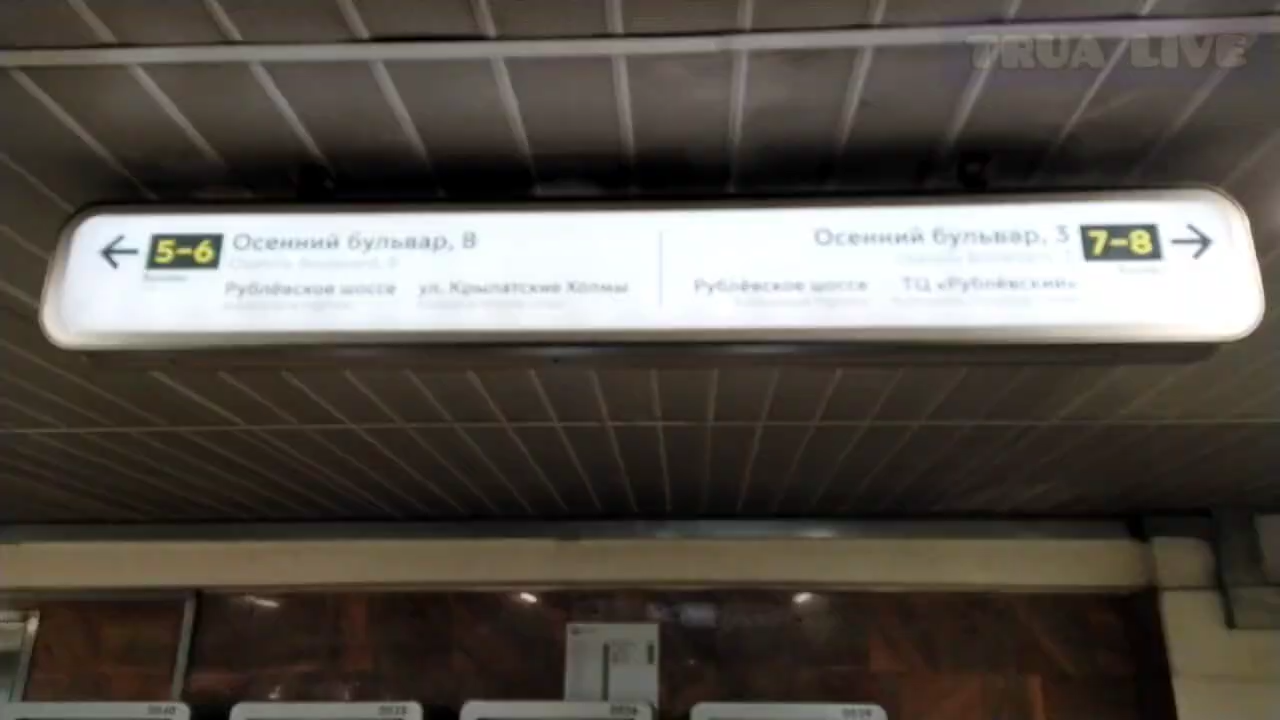 TRUA LIVE
5-6 Осенний бульвар, 8
Рублёвское шоссе ул. Крылатские Холмы
Осенний бульвар, 3 7-8
Рублёвское шоссе ТЦ «Рублёвский»